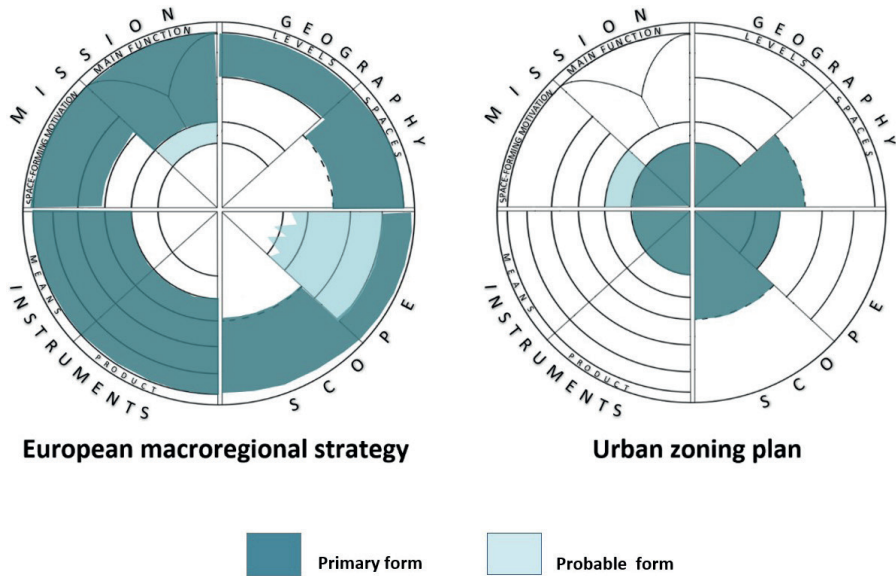 MISSION
MAIN FUNCTION
SPACE-FORMING MOTIVATION
GEOGRAPHY
LEVELS
SPACES
MEANS
INSTRUMENTS
PRODUCT
SCOPE
European macroregional strategy
MISSION
MAIN FUNCTION
SPACE-FORMING MOTIVATION
GEOGRAPHY
LEVELS
SPACES
MEANS
INSTRUMENTS
PRODUCT
SCOPE
Urban zoning plan
Primary form
Probable form